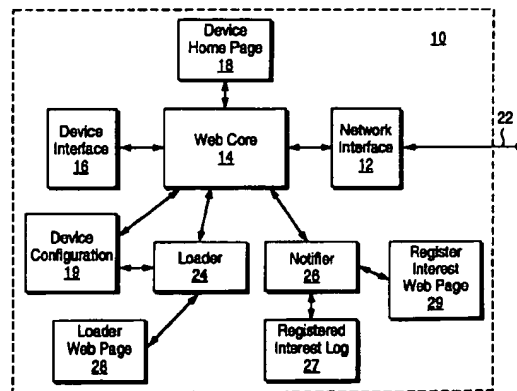 Device
Home Page
18
10
Device
Interface
16
Web Core
14
Network
Interface
12
22
Device
Configuration
19
Loader
24
Notifier
26
Register
Interest Web Page
29
Loader
Web Page
28
Registered
Interest Log
27